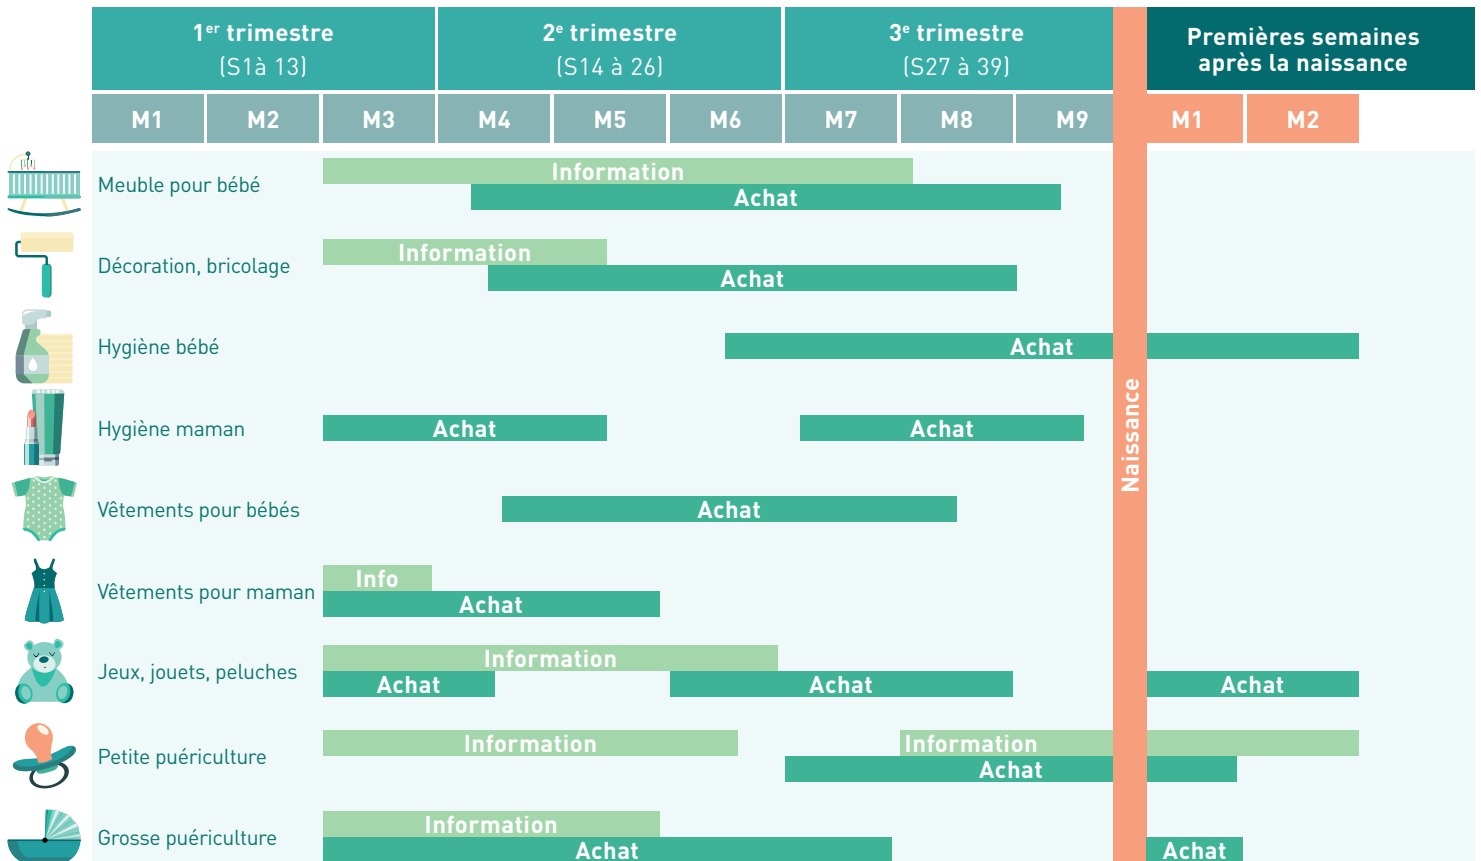 1er trimestre
(S1à 13)
2e trimestre
(S14 à 26)
3e trimestre
(S27 à 39)
Premières semaines
après la naissance
M1
M2
M3
M4
M5
M6
M7
M8
M9
M1
M2
Naissance
Meuble pour bébé
Information
Achat
Décoration, bricolage
Information
Achat
Hygiène bébé
Achat
Hygiène maman
Achat
Achat
Vêtements pour bébés
Achat
Vêtements pour maman
Info
Achat
Jeux, jouets, peluches
Information
Achat
Achat
Achat
Petite puériculture
Information
Information
Achat
Grosse puériculture
Information
Achat
Achat